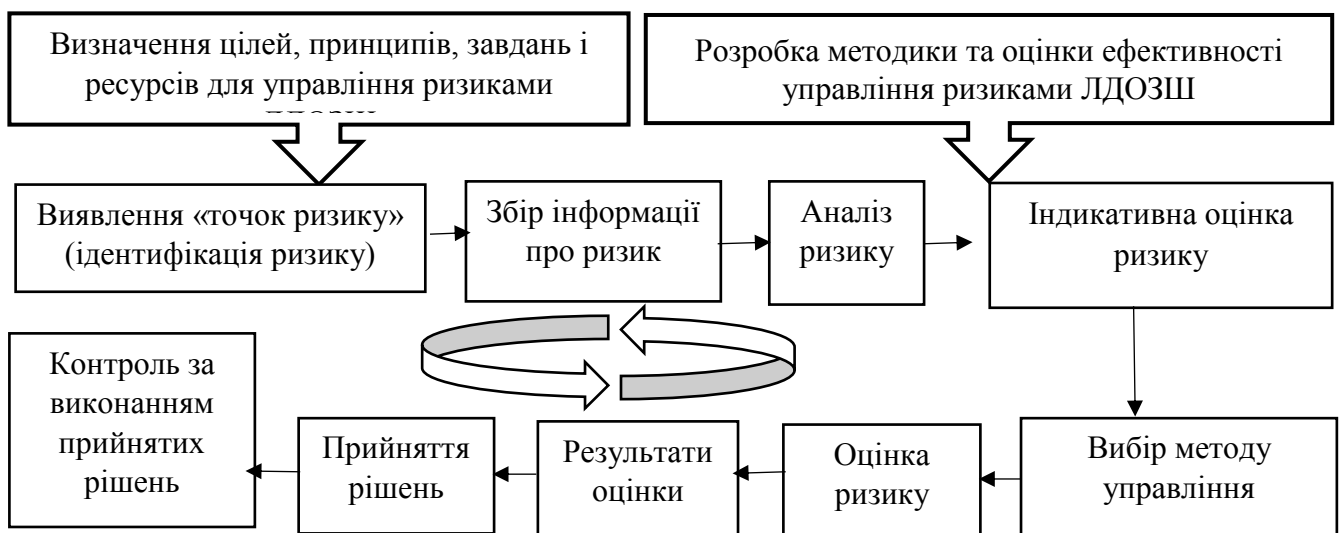 Визначення цілей, принципів, завдань і
ресурсів для управління ризиками
Розробка методики та оцінки ефективності
управління ризиками ЛДОЗШ
Виявлення «точок ризику»
(ідентифікація ризику)
Збір інформації
про ризик
Аналіз
ризику
Індикативна оцінка
ризику
Контроль за
виконанням
прийнятих
рішень
Прийняття
рішень
Результати
оцінки
Оцінка
ризику
Вибір методу
управління